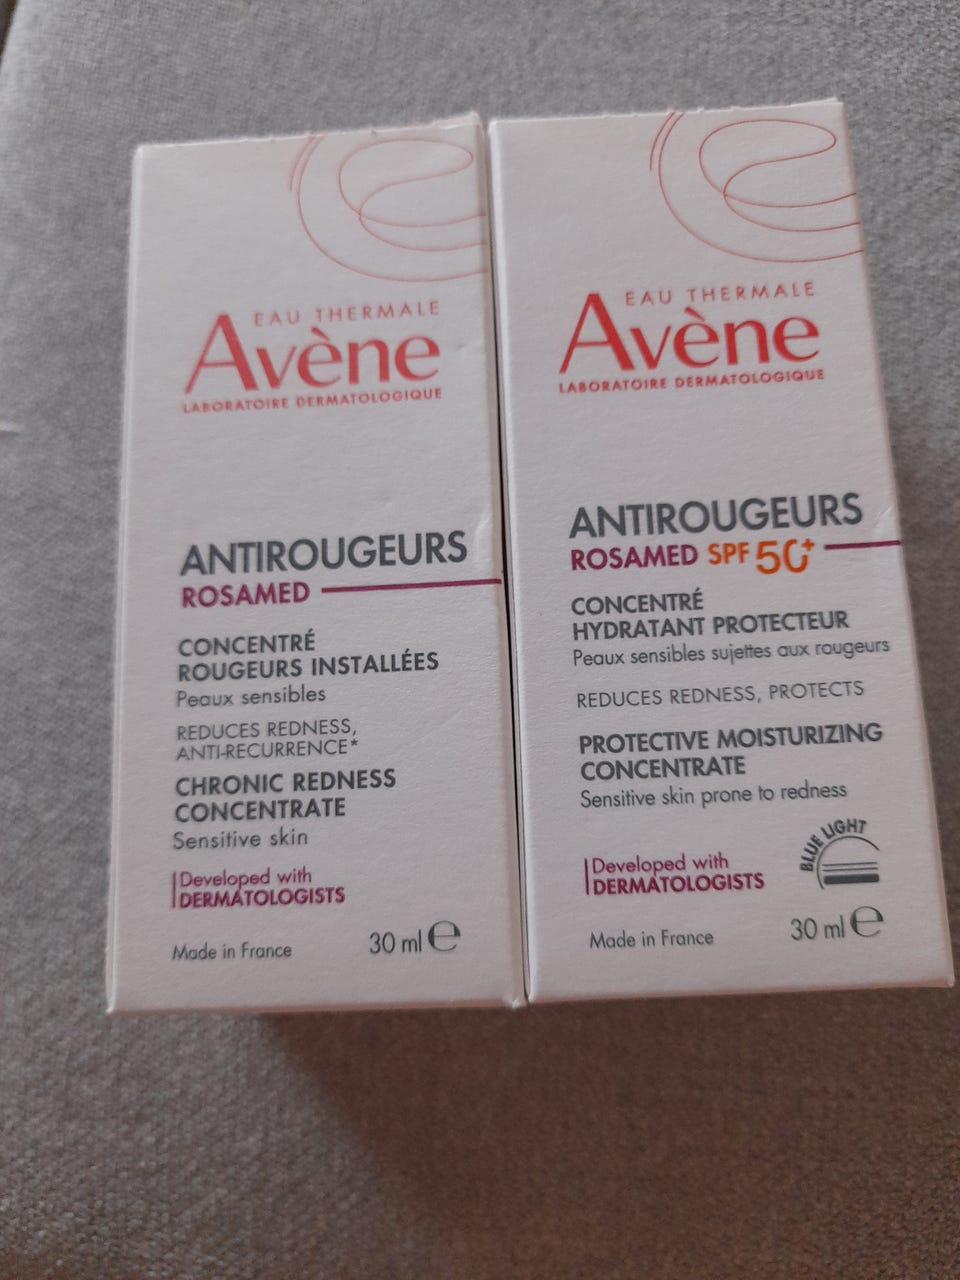 EAU THERMALE
Avène
LABORATOIRE DERMATOLOGIQUE
ANTIROUGEURS
ROSAMED
CONCENTRÉ
ROUGEURS INSTALLÉES
Peaux sensibles
REDUCES REDNESS,
ANTI-RECURRENCE*
CHRONIC REDNESS
CONCENTRATE
Sensitive skin
Developed with
DERMATOLOGISTS
Made in France
30 ml e
EAU THERMALE
Avène
LABORATOIRE DERMATOLOGIQUE
ANTIROUGEURS
ROSAMED SPF 50+
CONCENTRÉ
HYDRATANT PROTECTEUR
Peaux sensibles sujettes aux rougeurs
REDUCES REDNESS, PROTECTS
PROTECTIVE MOISTURIZING
CONCENTRATE
Sensitive skin prone to redness
BLUE LIGHT
Developed with
DERMATOLOGISTS
Made in France
30 ml e